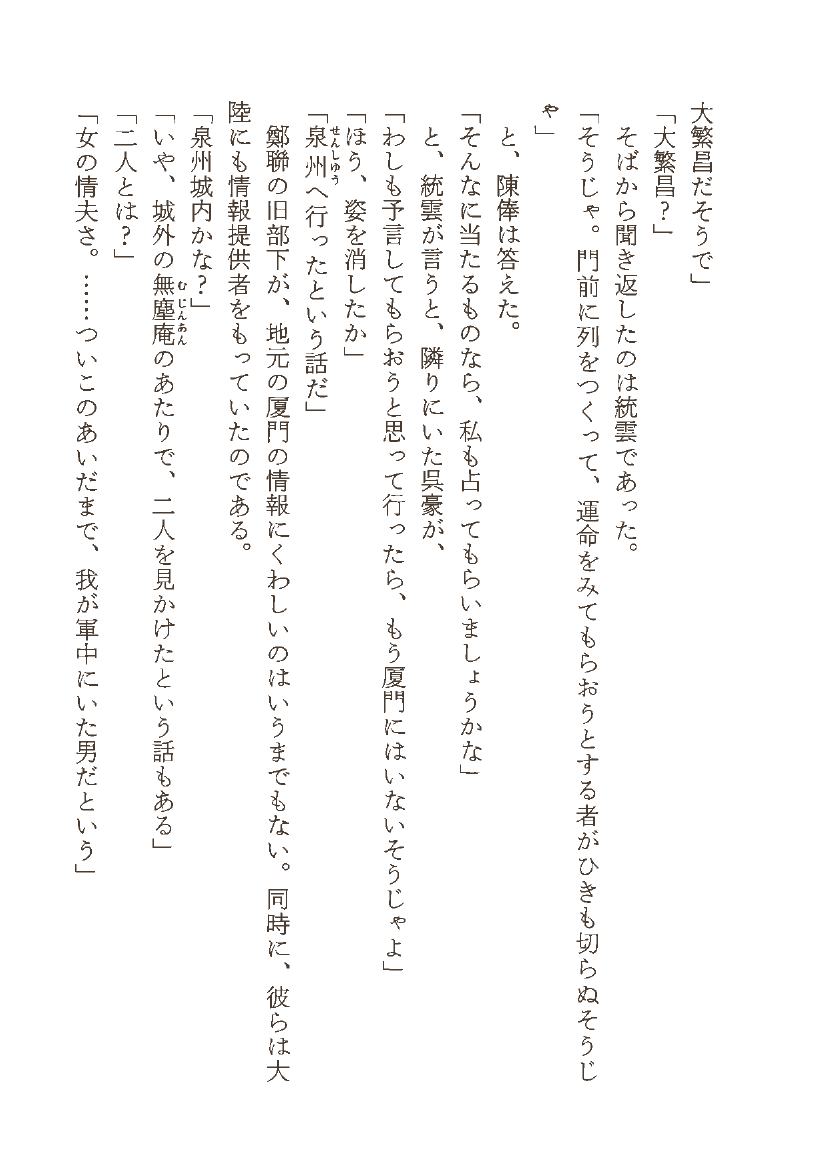 大繁昌だそうで」
「大繁昌？」
そばから聞き返したのは統雲であった。
「そうじゃ。門前に列をつくって、運命をみてもらおうとする者がひきも切らぬそうじ
ゃ」
と、陳俸は答えた。
「そんなに当たるものなら、私も占ってもらいましょうかな」
と、統雲が言うと、隣りにいた呉豪が、
「わしも予言してもらおうと思って行ったら、もう厦門にはいないそうじゃよ」
「ほう、姿を消したか」
「泉州へ行ったという話だ」
鄭聯の旧部下が、地元の厦門の情報にくわしいのはいうまでもない。同時に、彼らは大
陸にも情報提供者をもっていたのである。
「泉州城内かな？」
「いや、城外の無塵庵のあたりで、二人を見かけたという話もある」
「二人とは？」
「女の情夫さ。……ついこのあいだまで、我が軍中にいた男だという」